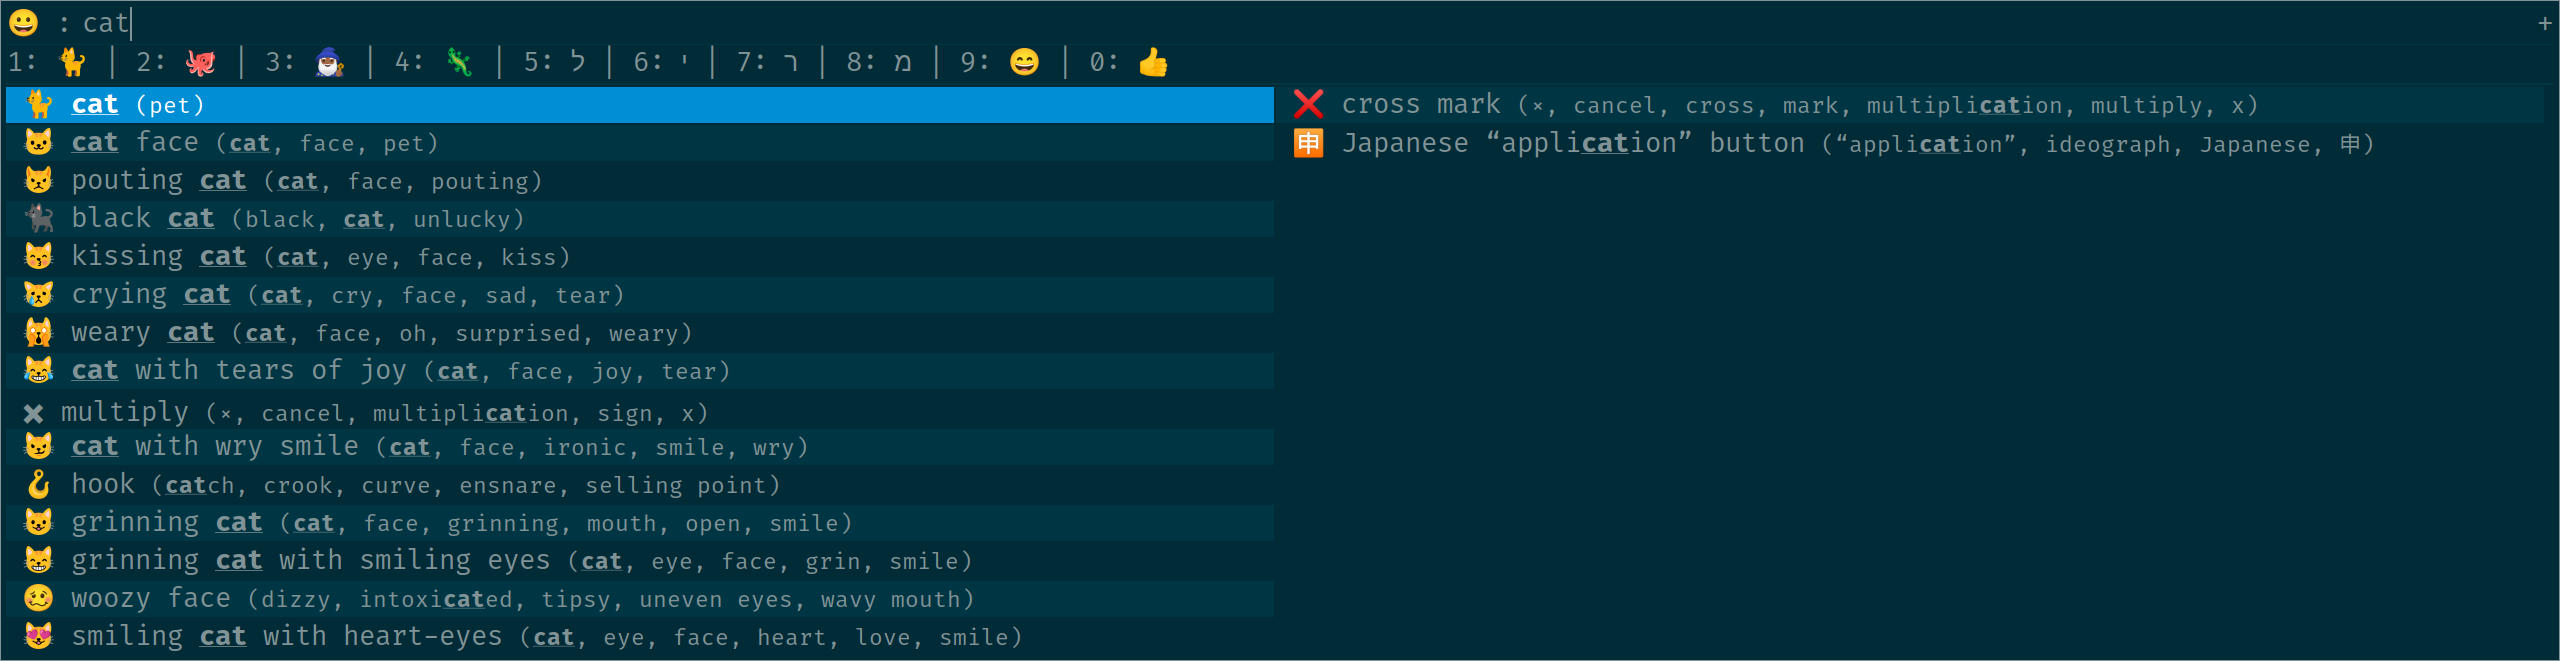 😀 : cat +
1: 🐈 | 2: 🐙 | 3: 🧙🏾‍♂️ | 4: 🦎 | 5: ל | 6: י | 7: ר | 8: מ | 9: 😄 | 0: 👍
🐈 cat (pet)
🐱 cat face (cat, face, pet)
😾 pouting cat (cat, face, pouting)
🐈‍⬛ black cat (black, cat, unlucky)
😽 kissing cat (cat, eye, face, kiss)
😿 crying cat (cat, cry, face, sad, tear)
🙀 weary cat (cat, face, oh, surprised, weary)
😹 cat with tears of joy (cat, face, joy, tear)
✖ multiply (×, cancel, multiplication, sign, x)
😼 cat with wry smile (cat, face, ironic, smile, wry)
🪝 hook (catch, crook, curve, ensnare, selling point)
😺 grinning cat (cat, face, grinning, mouth, open, smile)
😸 grinning cat with smiling eyes (cat, eye, face, grin, smile)
🥴 woozy face (dizzy, intoxicated, tipsy, uneven eyes, wavy mouth)
😻 smiling cat with heart-eyes (cat, eye, face, heart, love, smile)
❌ cross mark (×, cancel, cross, mark, multiplication, multiply, x)
🈸 Japanese “application” button (“application”, ideograph, Japanese, 申)